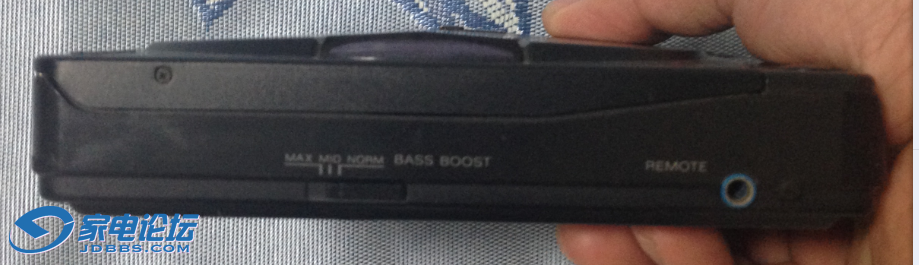 MAX MID NORM BASS BOOST
REMOTE
家电论坛
JDBBS.COM